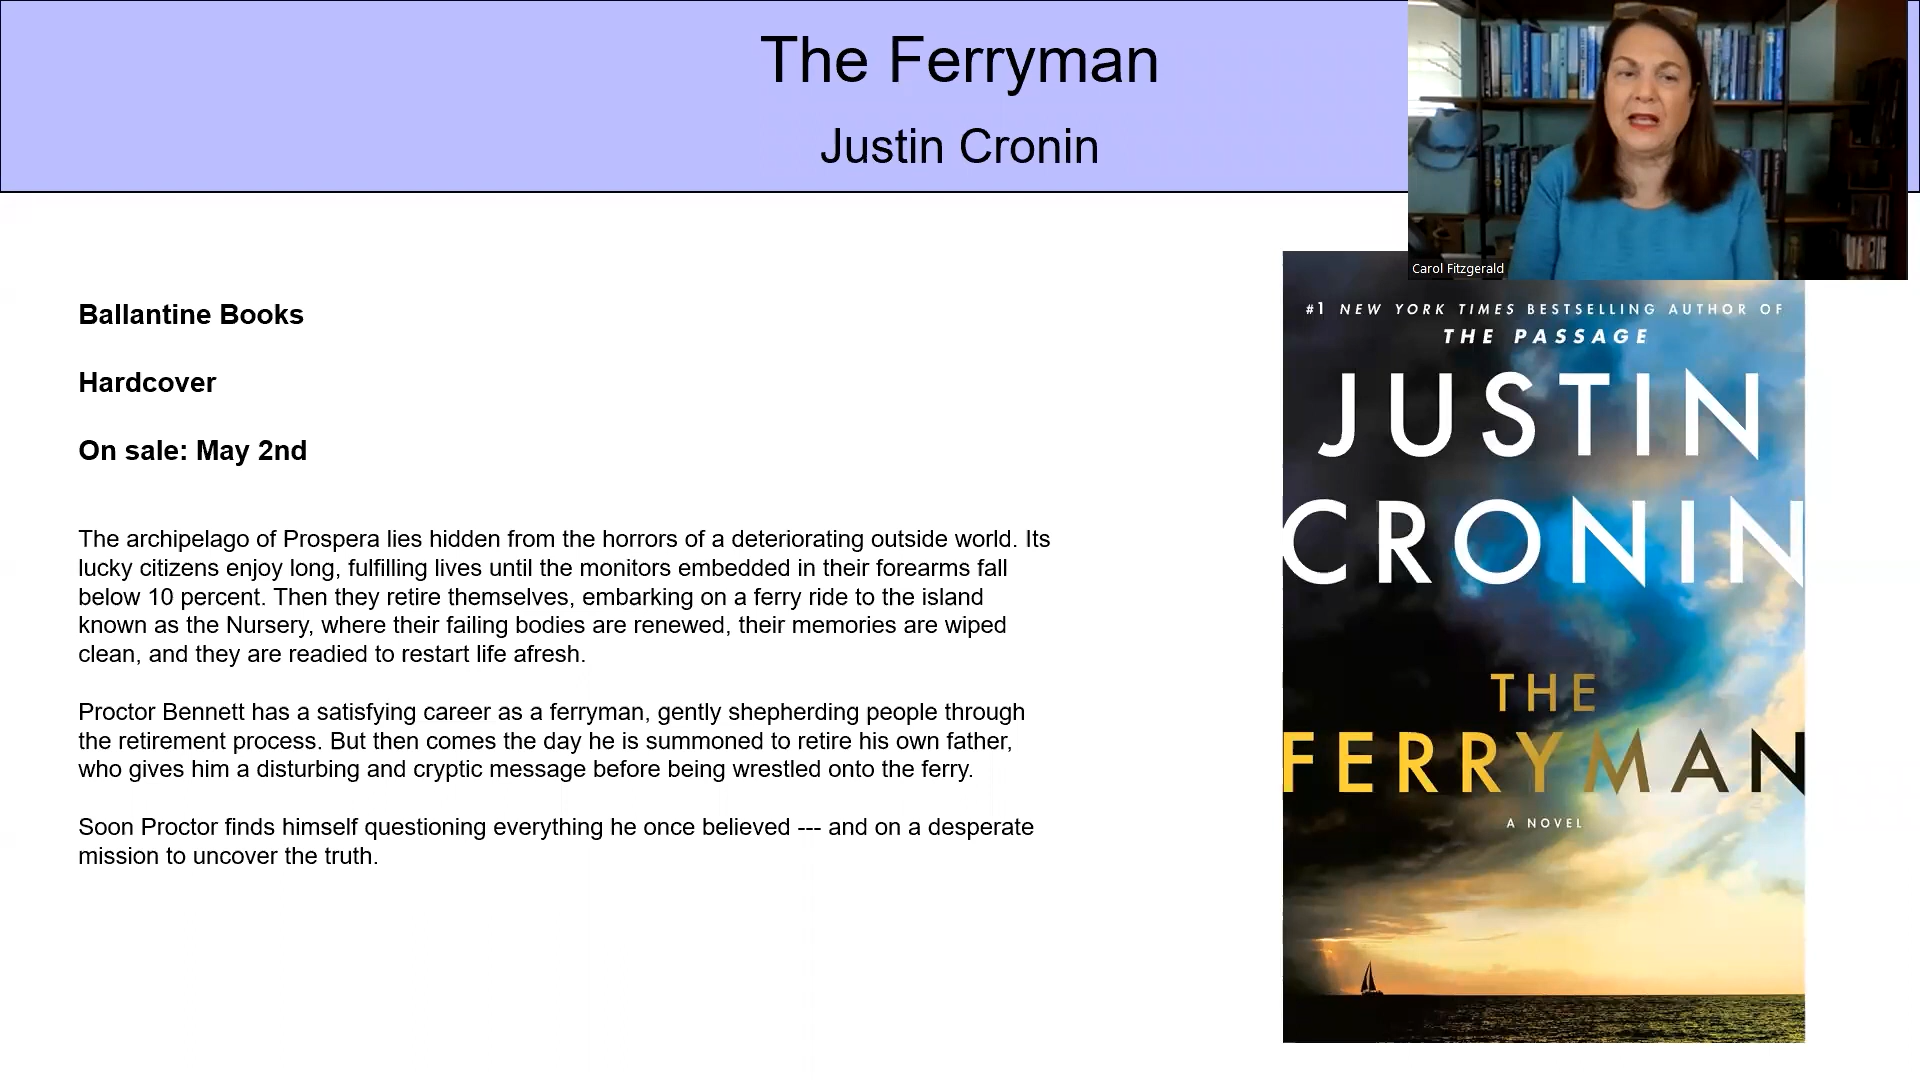 The Ferryman
Justin Cronin
Carol Fitzgerald
Ballantine Books
Hardcover
On sale: May 2nd
The archipelago of Prospera lies hidden from the horrors of a deteriorating outside world. Its
lucky citizens enjoy long, fulfilling lives until the monitors embedded in their forearms fall
below 10 percent. Then they retire themselves, embarking on a ferry ride to the island
known as the Nursery, where their failing bodies are renewed, their memories are wiped
clean, and they are readied to restart life afresh.
Proctor Bennett has a satisfying career as a ferryman, gently shepherding people through
the retirement process. But then comes the day he is summoned to retire his own father,
who gives him a disturbing and cryptic message before being wrestled onto the ferry.
Soon Proctor finds himself questioning everything he once believed --- and on a desperate
mission to uncover the truth.
#1 NEW YORK TIMES BESTSELLING AUTHOR OF
THE PASSAGE
JUSTIN
CRONIN
THE
FERRYMAN
A NOVEL